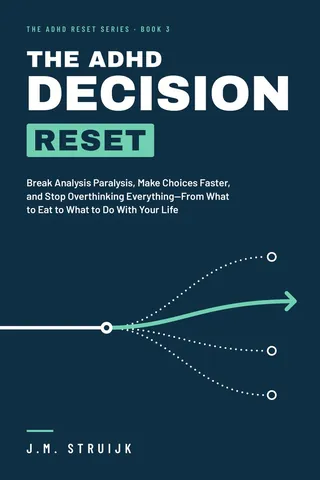 THE ADHD RESET SERIES · BOOK 3
THE ADHD
DECISION
RESET
Break Analysis Paralysis, Make Choices Faster,
and Stop Overthinking Everything—From What
to Eat to What to Do With Your Life
J.M. STRUIJK